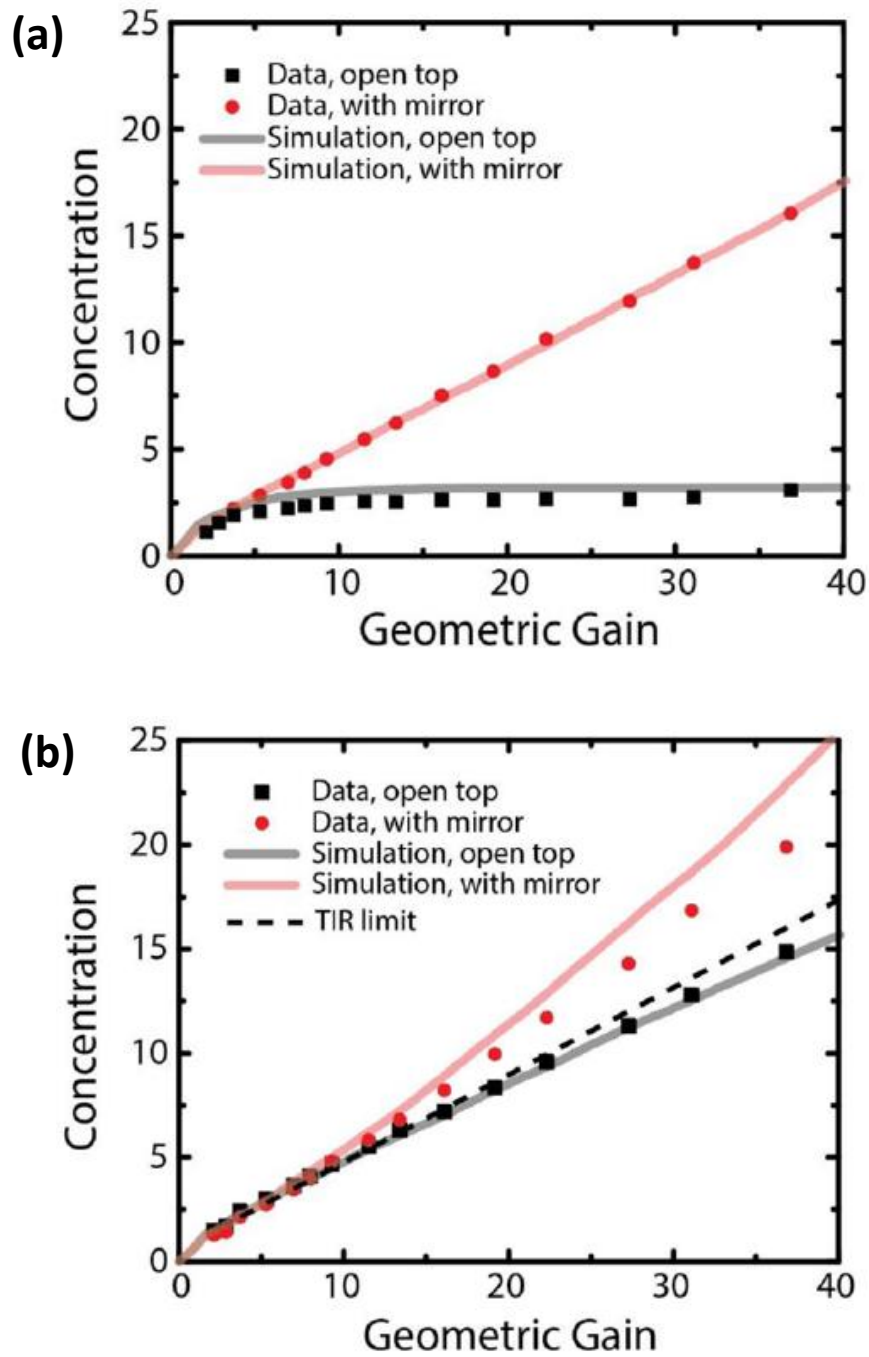 (a)
25
20
15
10
5
0
Concentration
Data, open top
Data, with mirror
Simulation, open top
Simulation, with mirror
0 10 20 30 40
Geometric Gain
(b)
25
20
15
10
5
0
Concentration
Data, open top
Data, with mirror
Simulation, open top
Simulation, with mirror
TIR limit
0 10 20 30 40
Geometric Gain